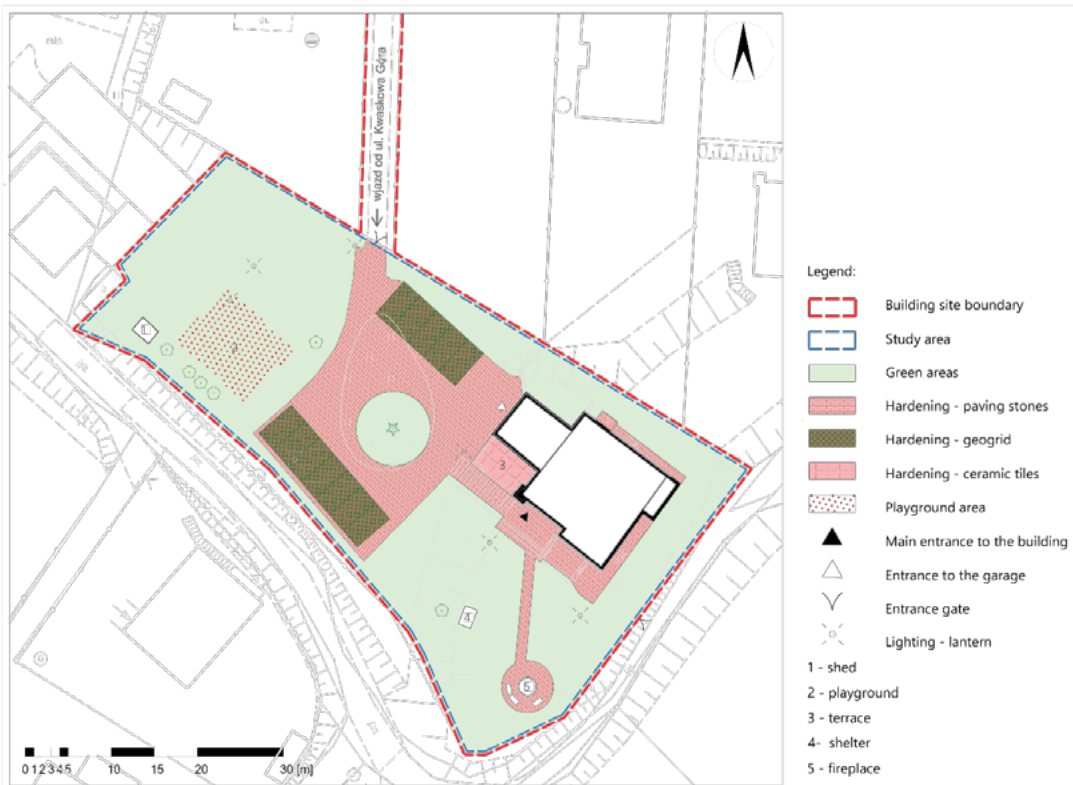 wjazd od ul. Kwaskowa Góra
1
2
3
4
5
012345 10 15 20 30 [m]
Legend:
Building site boundary
Study area
Green areas
Hardening - paving stones
Hardening - geogrid
Hardening - ceramic tiles
Playground area
Main entrance to the building
Entrance to the garage
Entrance gate
Lighting - lantern
1 - shed
2 - playground
3 - terrace
4- shelter
5 - fireplace